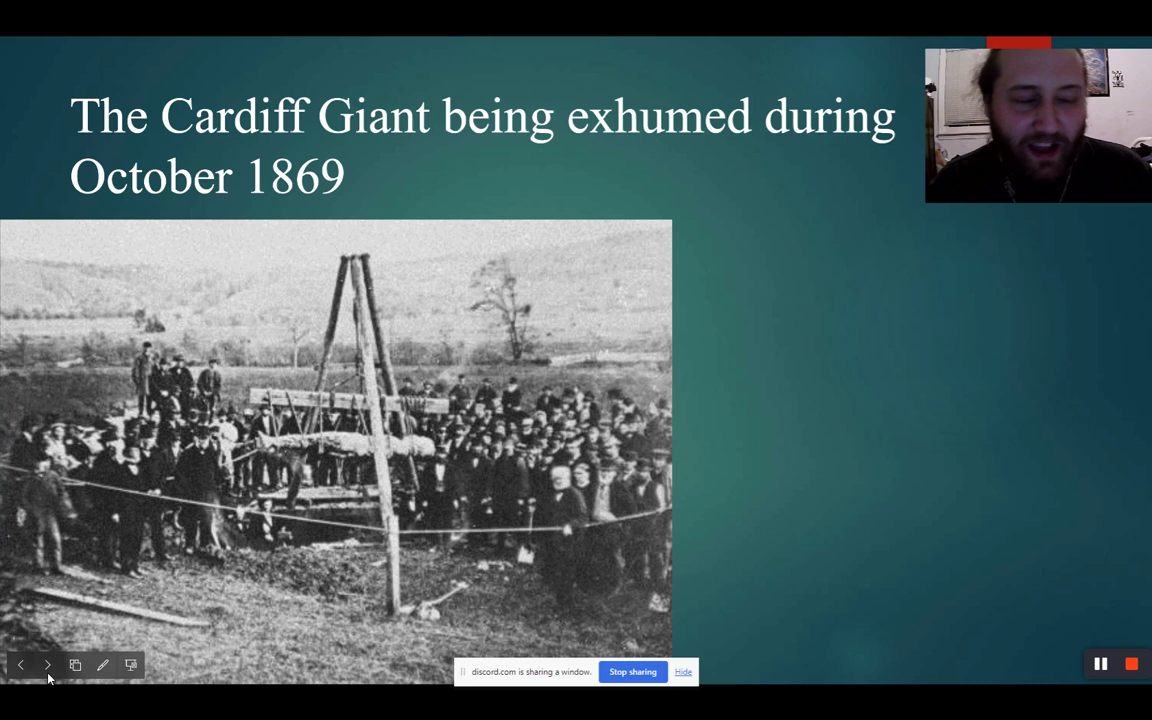 The Cardiff Giant being exhumed during
October 1869
discord.com is sharing a window.
Stop sharing
Hide